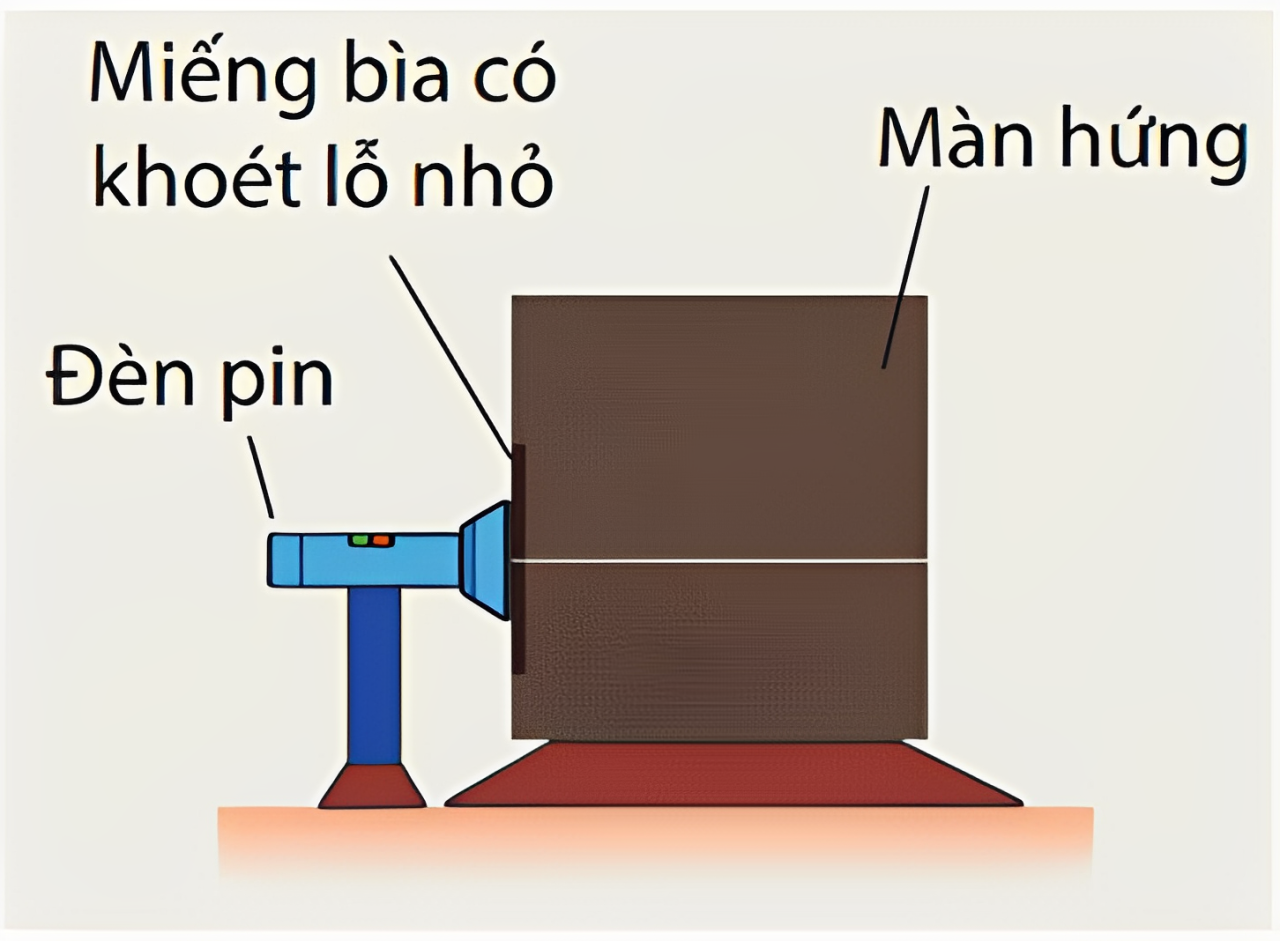 Miếng bìa có
khoét lỗ nhỏ
Màn hứng
Đèn pin